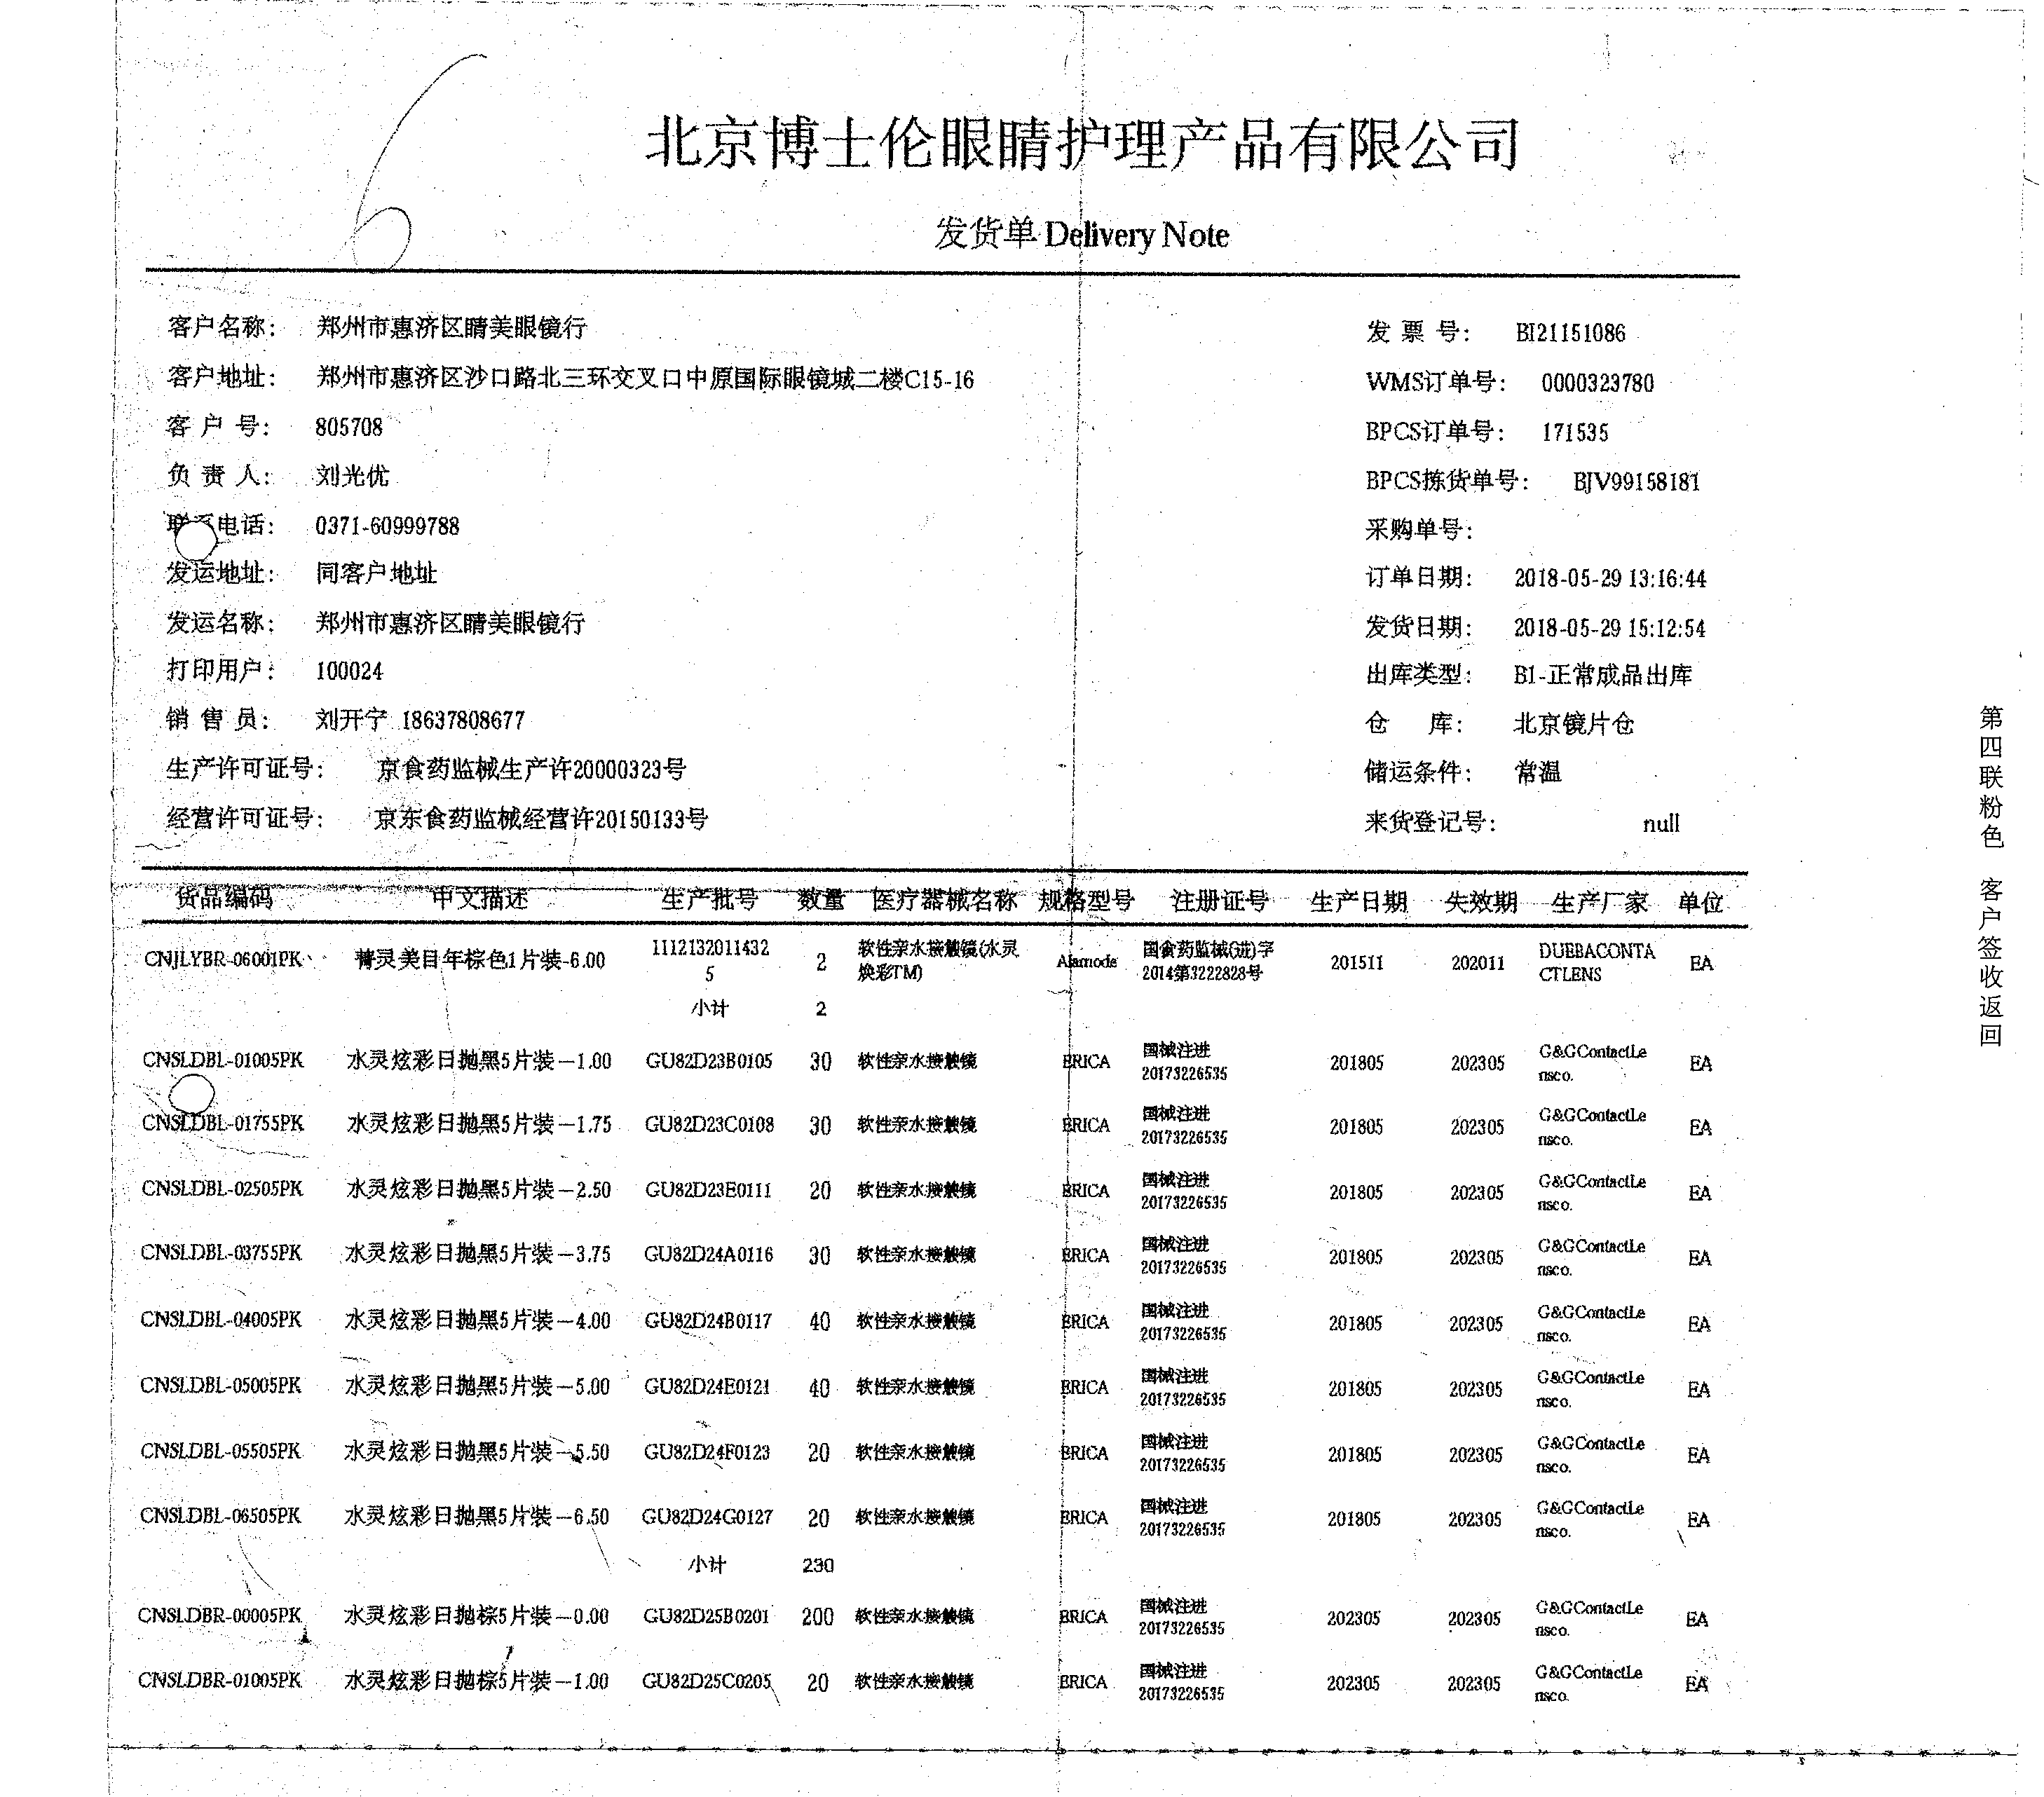 6
北京博士伦眼睛护理产品有限公司
发货单 Delivery Note
客户名称： 郑州市惠济区睛美眼镜行 发 票 号： BI21151086
客户地址： 郑州市惠济区沙口路北三环交叉口中原国际眼镜城二楼C15-16 WMS订单号： 0000323780
客 户 号： 805708 BPCS订单号： 171535
负 责 人： 刘光优 BPCS拣货单号： BJV99158181
联系电话： 0371-60999788 采购单号：
发运地址： 同客户地址 订单日期： 2018-05-29 13:16:44
发运名称： 郑州市惠济区睛美眼镜行 发货日期： 2018-05-29 15:12:54
打印用户： 100024 出库类型： B1-正常成品出库
销 售 员： 刘开宁 18637808677 仓 库： 北京镜片仓
生产许可证号： 京食药监械生产许20000323号 储运条件： 常温
经营许可证号： 京东食药监械经营许20150133号 来货登记号： null
货品编码 中文描述 生产批号 数量 医疗器械名称 规格型号 注册证号 生产日期 失效期 生产厂家 单位
CNJLYBR-06001PK 菁灵美目年棕色1片装-6.00 11121320114325 2 软性亲水接触镜(水灵焕彩TM) Alamode 国食药监械(进)字2014第3222828号 201511 202011 DUEBACONTACTLENS EA
小计 2
CNSLDBL-01005PK 水灵炫彩日抛黑5片装－1.00 GU82D23B0105 30 软性亲水接触镜 ERICA 国械注进20173226535 201805 202305 G&GContactLensco. EA
CNSLDBL-01755PK 水灵炫彩日抛黑5片装－1.75 GU82D23C0108 30 软性亲水接触镜 ERICA 国械注进20173226535 201805 202305 G&GContactLensco. EA
CNSLDBL-02505PK 水灵炫彩日抛黑5片装－2.50 GU82D23E0111 20 软性亲水接触镜 ERICA 国械注进20173226535 201805 202305 G&GContactLensco. EA
CNSLDBL-03755PK 水灵炫彩日抛黑5片装－3.75 GU82D24A0116 30 软性亲水接触镜 ERICA 国械注进20173226535 201805 202305 G&GContactLensco. EA
CNSLDBL-04005PK 水灵炫彩日抛黑5片装－4.00 GU82D24B0117 40 软性亲水接触镜 ERICA 国械注进20173226535 201805 202305 G&GContactLensco. EA
CNSLDBL-05005PK 水灵炫彩日抛黑5片装－5.00 GU82D24E0121 40 软性亲水接触镜 ERICA 国械注进20173226535 201805 202305 G&GContactLensco. EA
CNSLDBL-05505PK 水灵炫彩日抛黑5片装－5.50 GU82D24F0123 20 软性亲水接触镜 ERICA 国械注进20173226535 201805 202305 G&GContactLensco. EA
CNSLDBL-06505PK 水灵炫彩日抛黑5片装－6.50 GU82D24G0127 20 软性亲水接触镜 ERICA 国械注进20173226535 201805 202305 G&GContactLensco. EA
小计 230
CNSLDBR-00005PK 水灵炫彩日抛棕5片装－0.00 GU82D25B0201 200 软性亲水接触镜 ERICA 国械注进20173226535 202305 202305 G&GContactLensco. EA
CNSLDBR-01005PK 水灵炫彩日抛棕5片装－1.00 GU82D25C0205 20 软性亲水接触镜 ERICA 国械注进20173226535 202305 202305 G&GContactLensco. EA
第四联粉色 客户签收返回